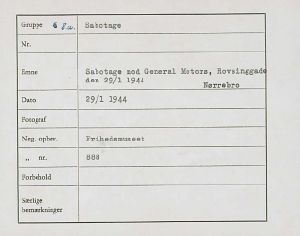 Gruppe 6 8a. Sabotage
Nr.
Emne Sabotage mod General Motors, Rovsinggade
den 29/1 1944
Nørrebro
Dato 29/1 1944
Fotograf
Neg. opbev. Frihedsmuseet
„ nr. 888
Forbehold
Særlige
bemærkninger